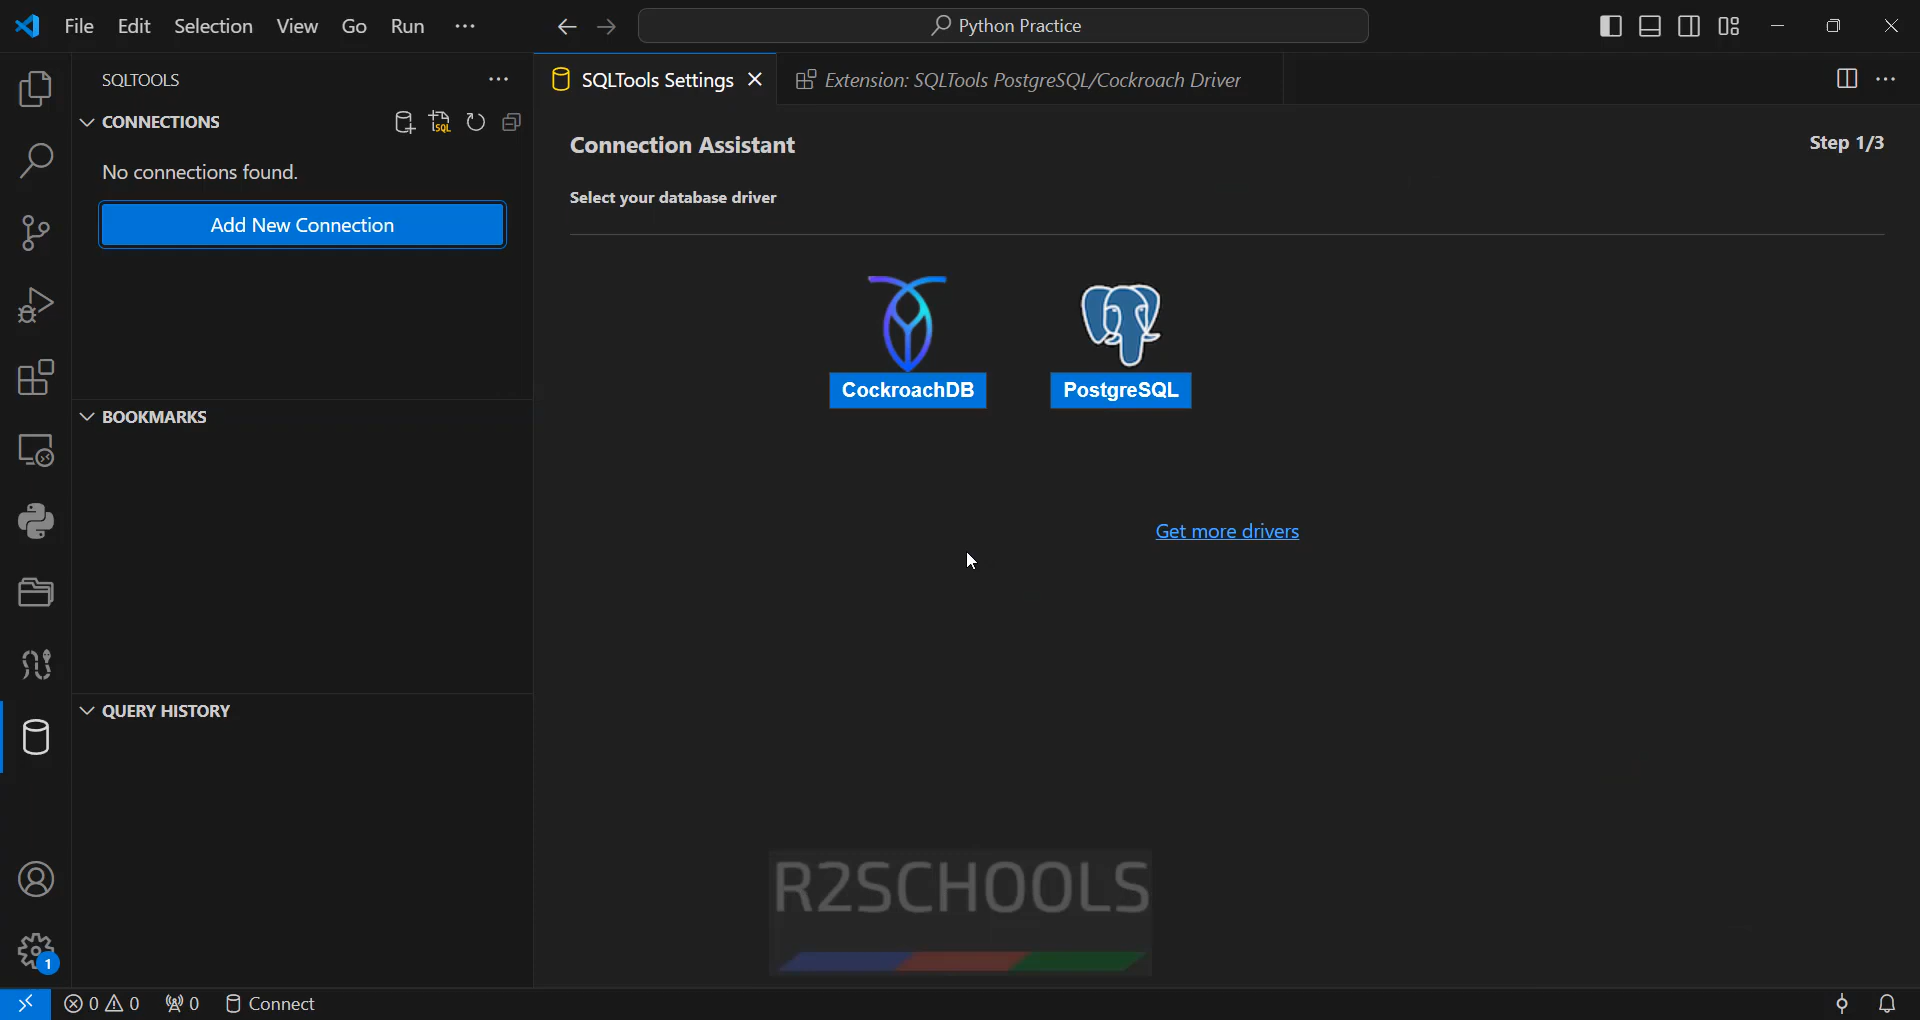 File Edit Selection View Go Run ···
Python Practice
SQLTOOLS ···
SQLTools Settings
Extension: SQLTools PostgreSQL/Cockroach Driver
CONNECTIONS
SQL
No connections found.
Add New Connection
Connection Assistant
Step 1/3
Select your database driver
CockroachDB
PostgreSQL
Get more drivers
BOOKMARKS
QUERY HISTORY
R2SCHOOLS
1
0 0 0 Connect